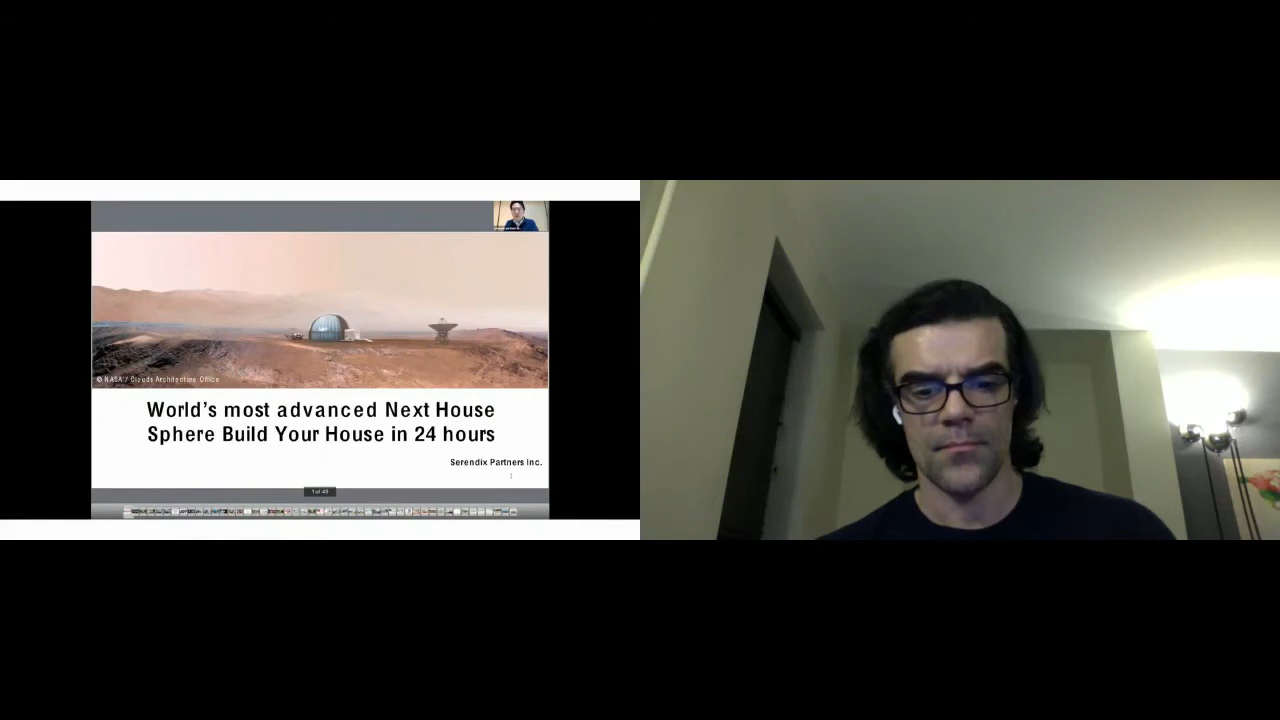 © NASA / Clouds Architecture Office
World's most advanced Next House
Sphere Build Your House in 24 hours
Serendix Partners Inc.
1
1 of 49